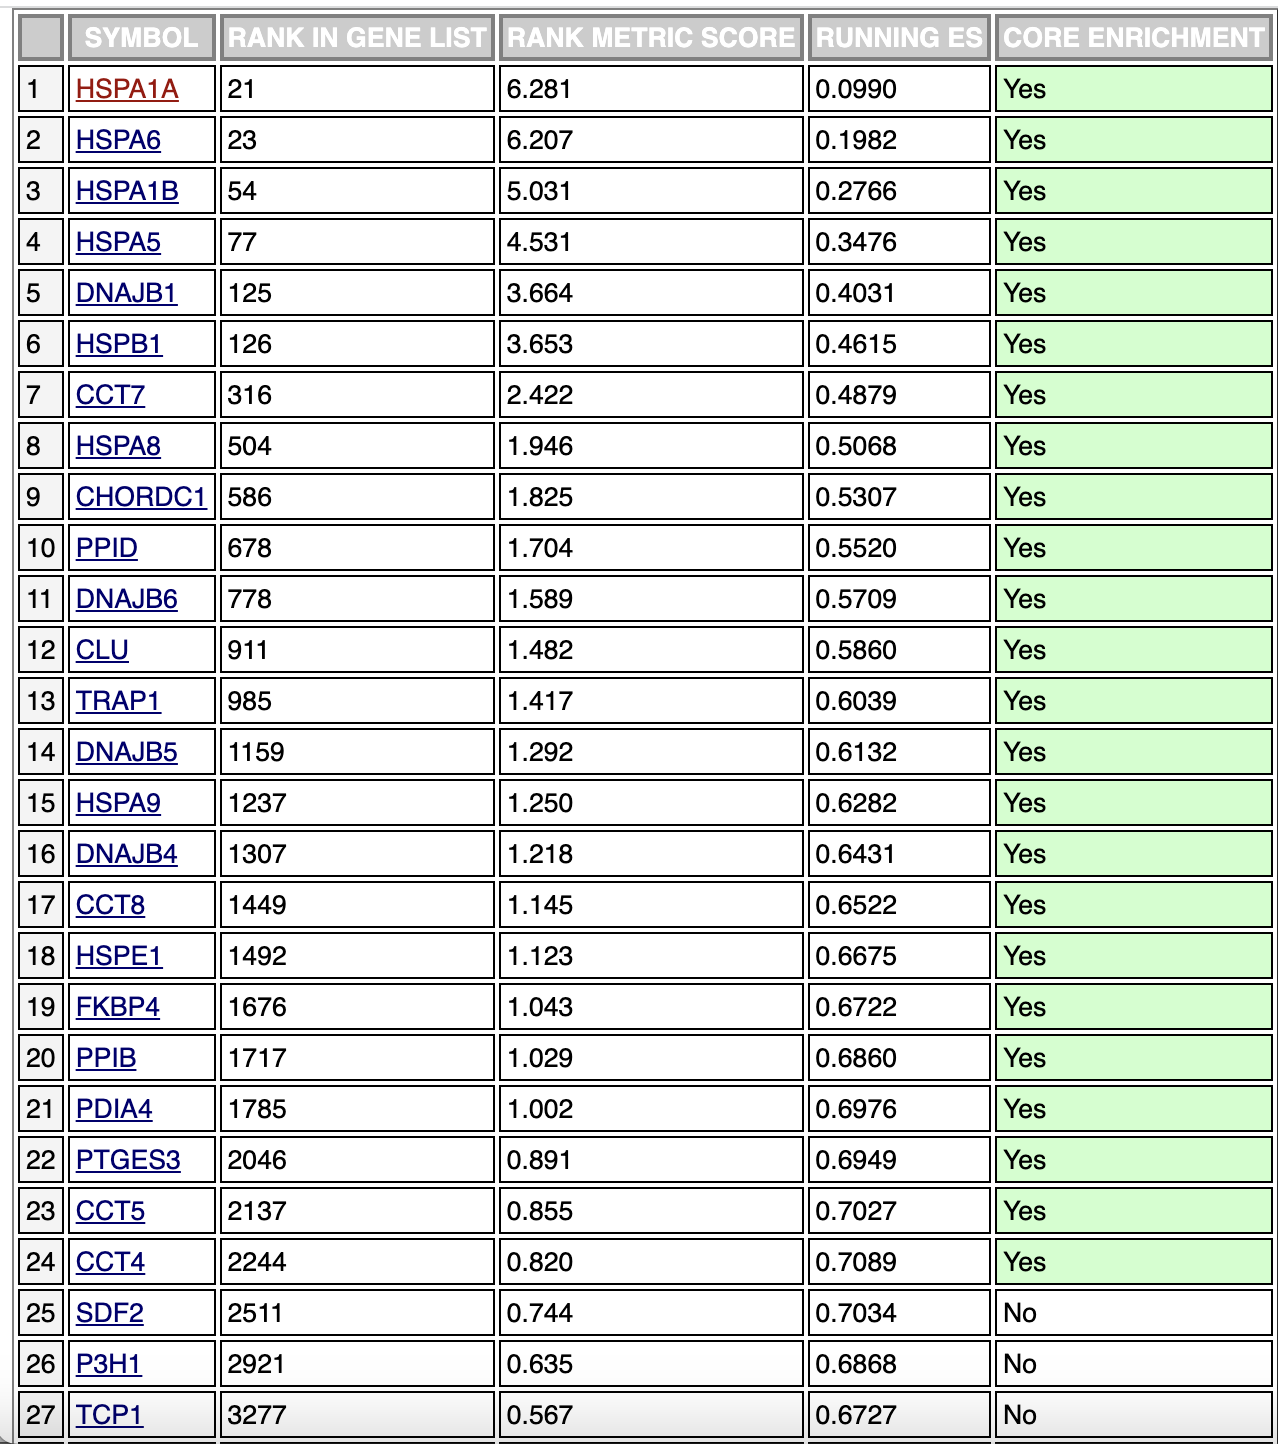 SYMBOL RANK IN GENE LIST RANK METRIC SCORE RUNNING ES CORE ENRICHMENT
1 HSPA1A 21 6.281 0.0990 Yes
2 HSPA6 23 6.207 0.1982 Yes
3 HSPA1B 54 5.031 0.2766 Yes
4 HSPA5 77 4.531 0.3476 Yes
5 DNAJB1 125 3.664 0.4031 Yes
6 HSPB1 126 3.653 0.4615 Yes
7 CCT7 316 2.422 0.4879 Yes
8 HSPA8 504 1.946 0.5068 Yes
9 CHORDC1 586 1.825 0.5307 Yes
10 PPID 678 1.704 0.5520 Yes
11 DNAJB6 778 1.589 0.5709 Yes
12 CLU 911 1.482 0.5860 Yes
13 TRAP1 985 1.417 0.6039 Yes
14 DNAJB5 1159 1.292 0.6132 Yes
15 HSPA9 1237 1.250 0.6282 Yes
16 DNAJB4 1307 1.218 0.6431 Yes
17 CCT8 1449 1.145 0.6522 Yes
18 HSPE1 1492 1.123 0.6675 Yes
19 FKBP4 1676 1.043 0.6722 Yes
20 PPIB 1717 1.029 0.6860 Yes
21 PDIA4 1785 1.002 0.6976 Yes
22 PTGES3 2046 0.891 0.6949 Yes
23 CCT5 2137 0.855 0.7027 Yes
24 CCT4 2244 0.820 0.7089 Yes
25 SDF2 2511 0.744 0.7034 No
26 P3H1 2921 0.635 0.6868 No
27 TCP1 3277 0.567 0.6727 No